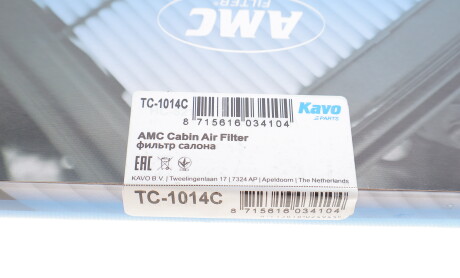 AMC
FILTER
TC-1014C
Kavo
PARTS
8 715616 034104
AMC Cabin Air Filter
фильтр салона
EAC
KAVO B.V. | Tweelingenlaan 17 | 7324 AP | Apeldoorn | The Netherlands
TC-1014C
8 715616 034104